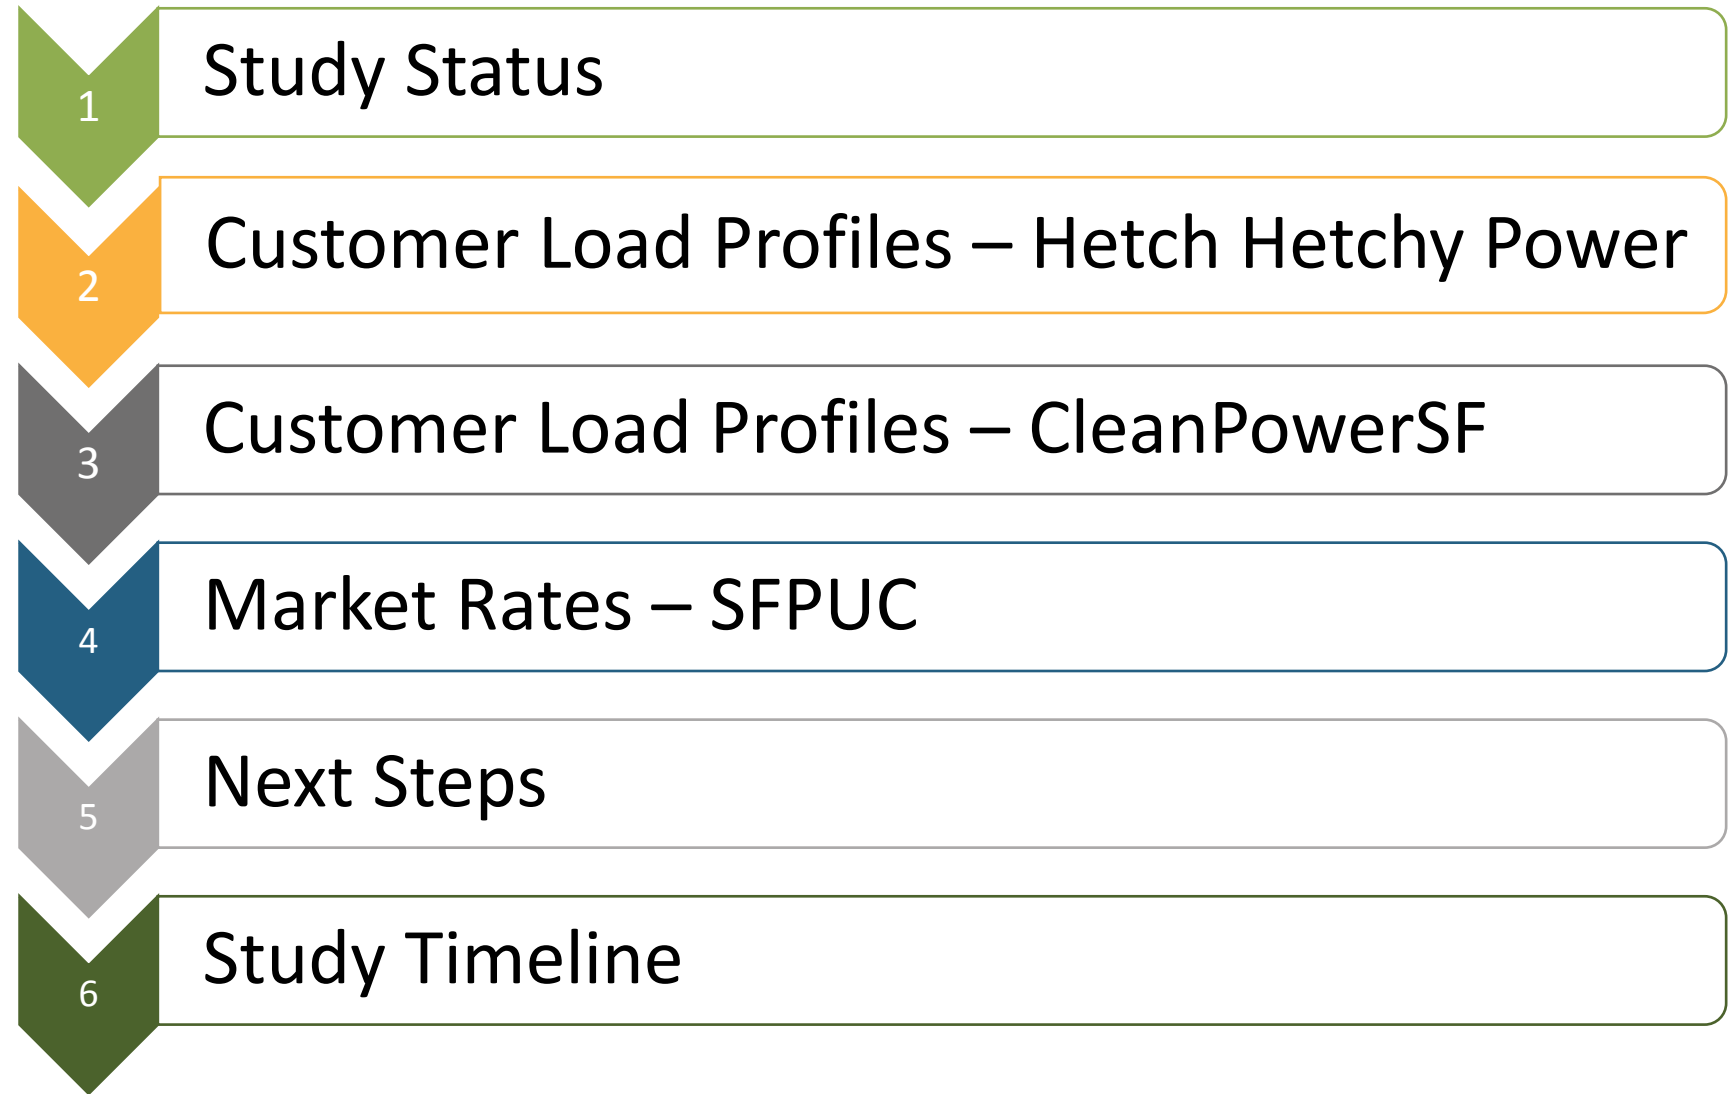 1
Study Status
2
Customer Load Profiles – Hetch Hetchy Power
3
Customer Load Profiles – CleanPowerSF
4
Market Rates – SFPUC
5
Next Steps
6
Study Timeline